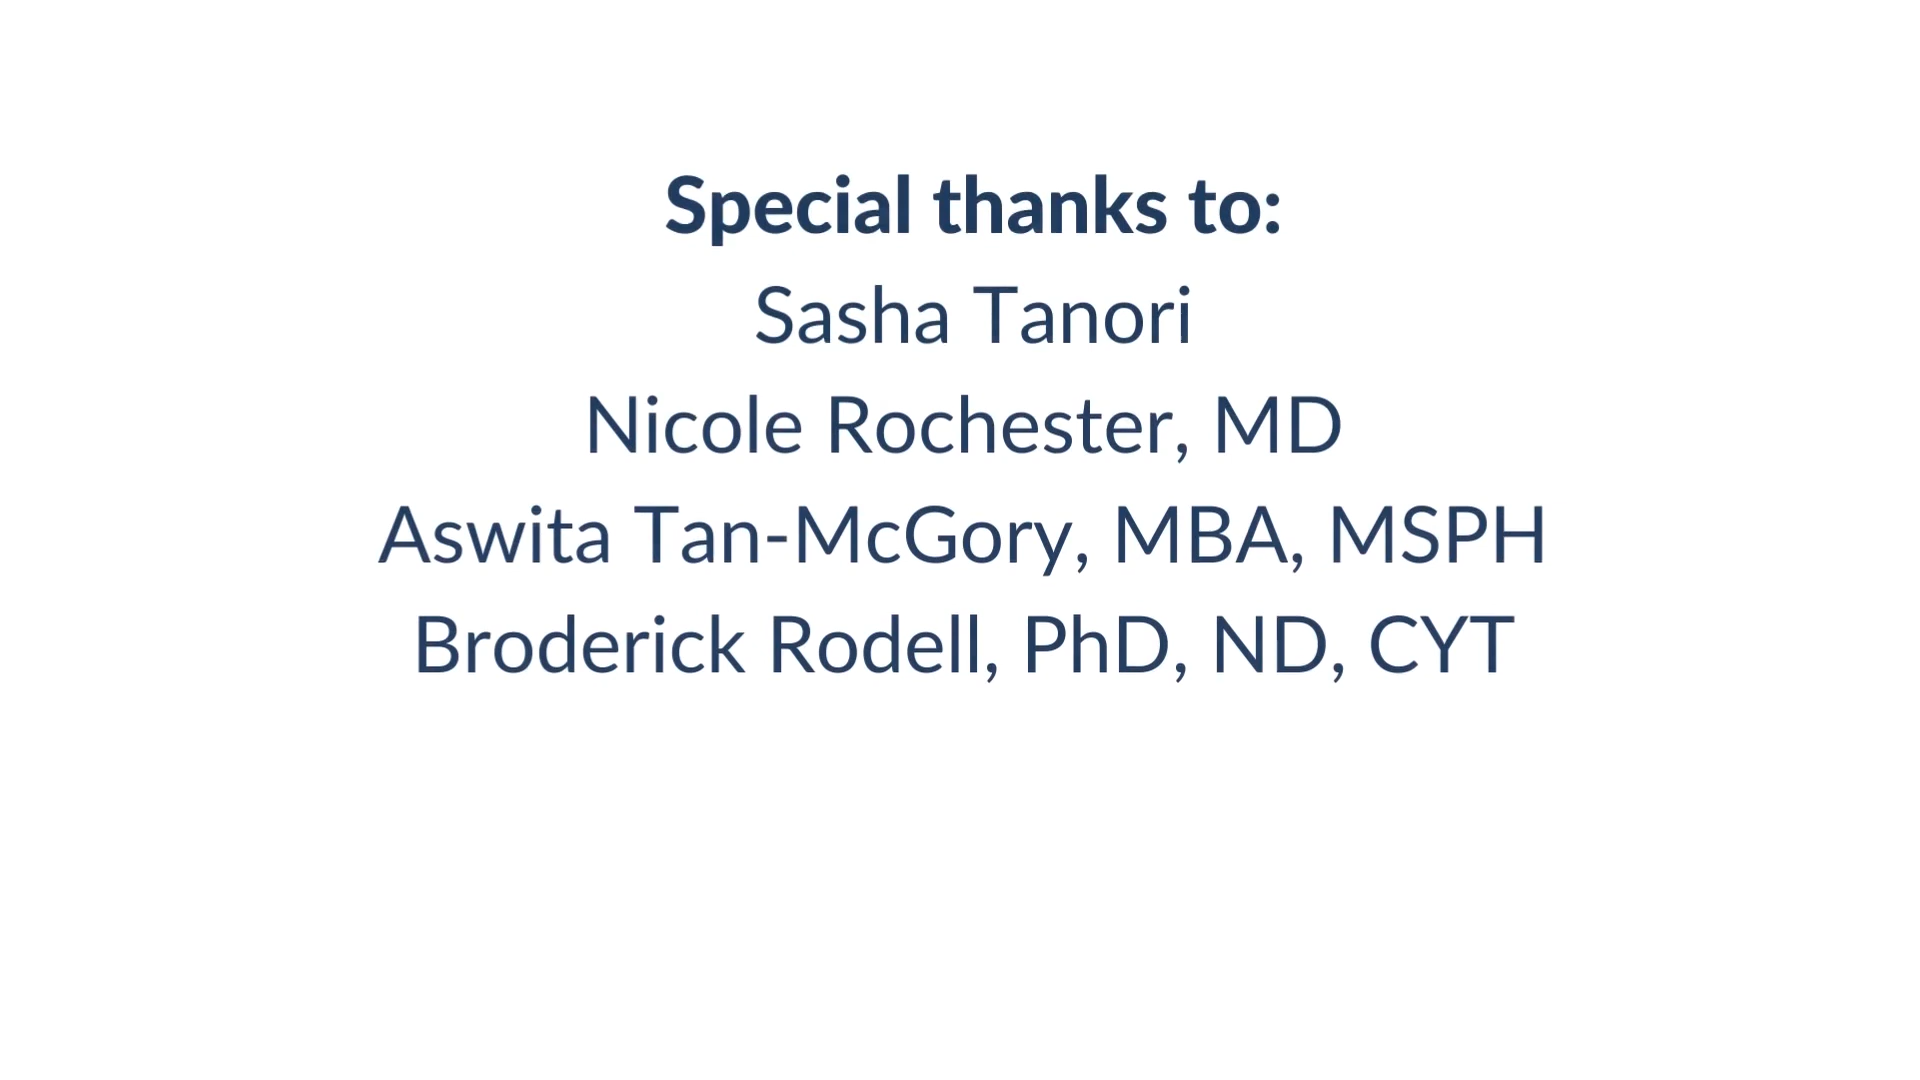 Special thanks to:
Sasha Tanori
Nicole Rochester, MD
Aswita Tan-McGory, MBA, MSPH
Broderick Rodell, PhD, ND, CYT